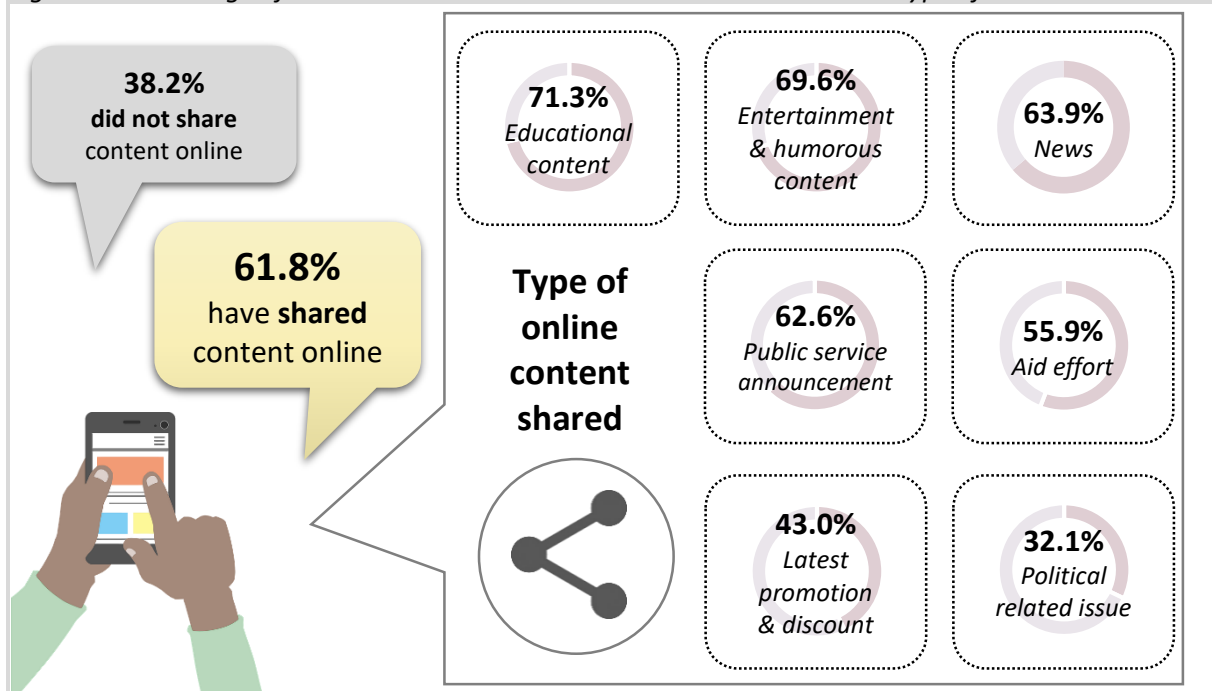 38.2%
did not share
content online
61.8%
have shared
content online
Type of
online
content
shared
71.3%
Educational
content
69.6%
Entertainment
& humorous
content
63.9%
News
62.6%
Public service
announcement
55.9%
Aid effort
43.0%
Latest
promotion
& discount
32.1%
Political
related issue